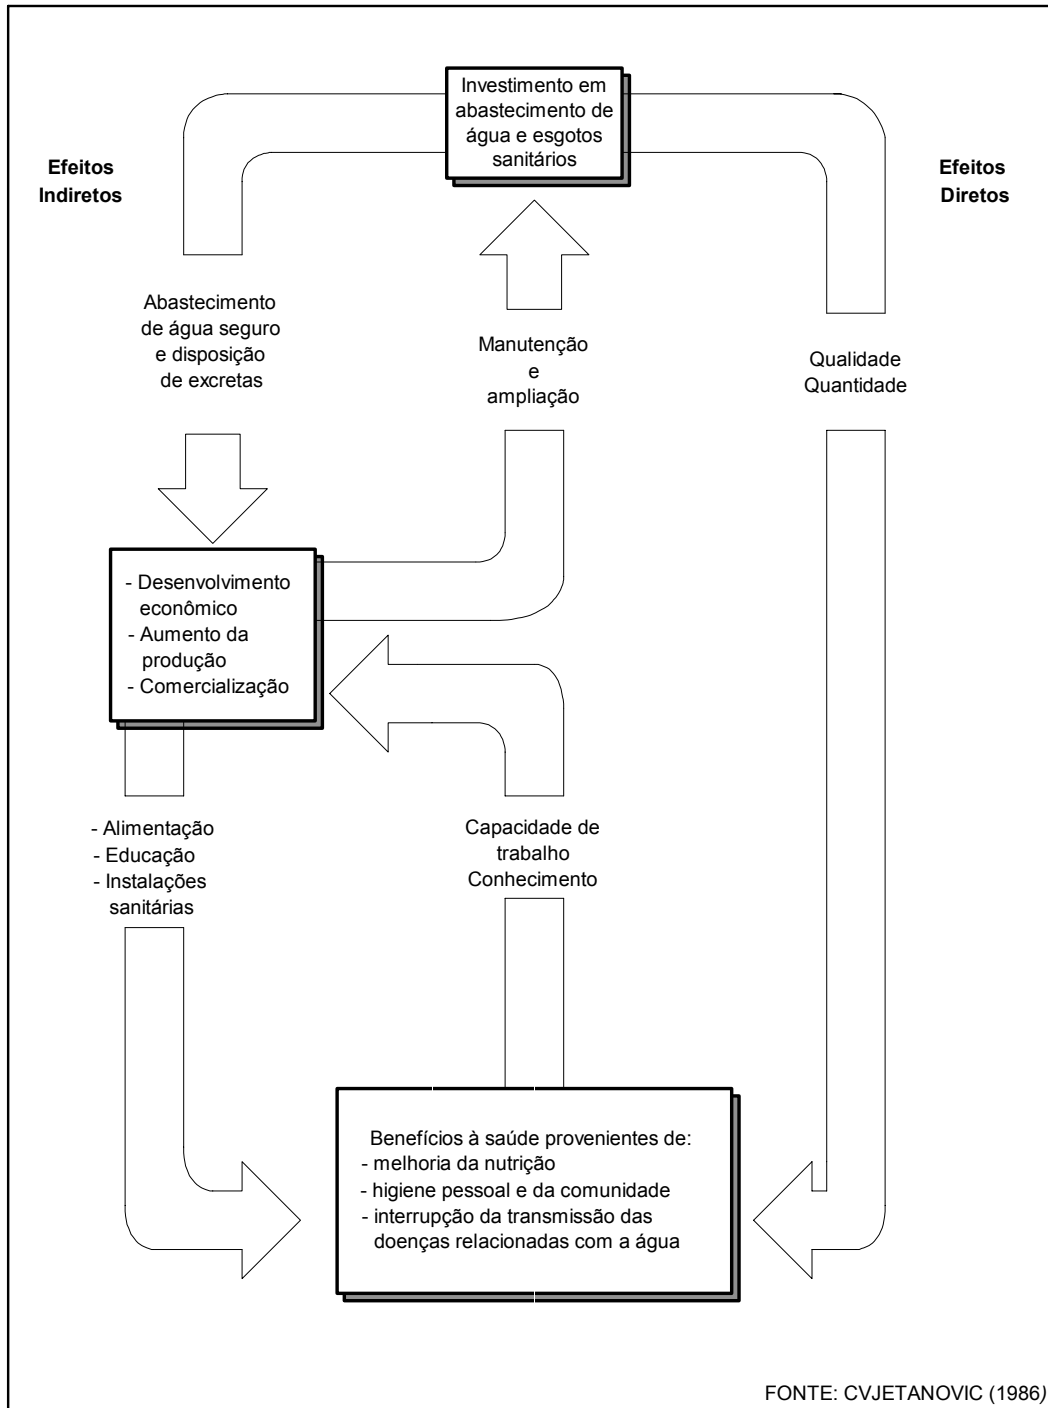 Investimento em
abastecimento de
água e esgotos
sanitários
Efeitos
Indiretos
Efeitos
Diretos
Abastecimento
de água seguro
e disposição
de excretas
Manutenção
e
ampliação
Qualidade
Quantidade
- Desenvolvimento
econômico
- Aumento da
produção
- Comercialização
- Alimentação
- Educação
- Instalações
sanitárias
Capacidade de
trabalho
Conhecimento
Benefícios à saúde provenientes de:
- melhoria da nutrição
- higiene pessoal e da comunidade
- interrupção da transmissão das
doenças relacionadas com a água
FONTE: CVJETANOVIC (1986)